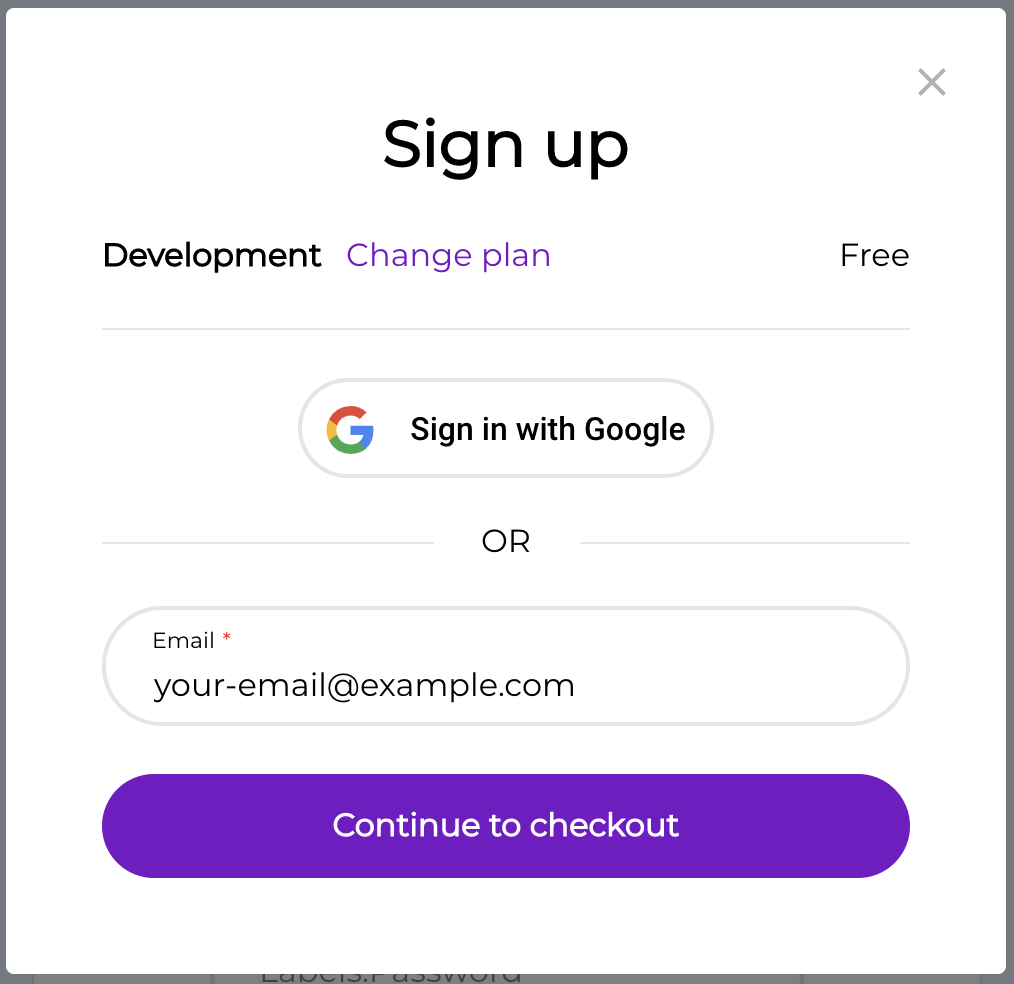 Sign up
Development Change plan Free
Sign in with Google
OR
Email *
your-email@example.com
Continue to checkout
Labels.Password